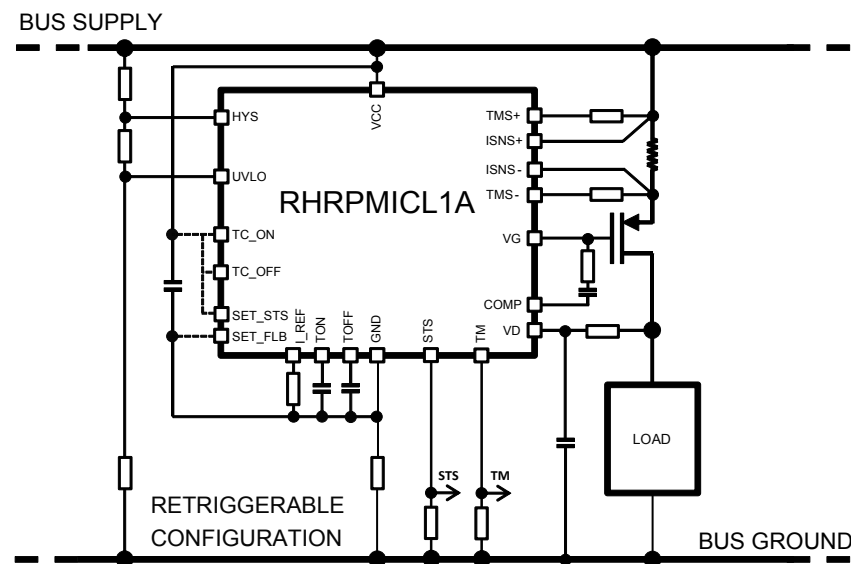 BUS SUPPLY
VCC
HYS
UVLO
TC_ON
TC_OFF
SET_STS
SET_FLB
RHRPMICL1A
TMS+
ISNS+
ISNS-
TMS-
VG
COMP
VD
I_REF
TON
TOFF
GND
STS
TM
LOAD
STS
TM
RETRIGGERABLE
CONFIGURATION
BUS GROUND